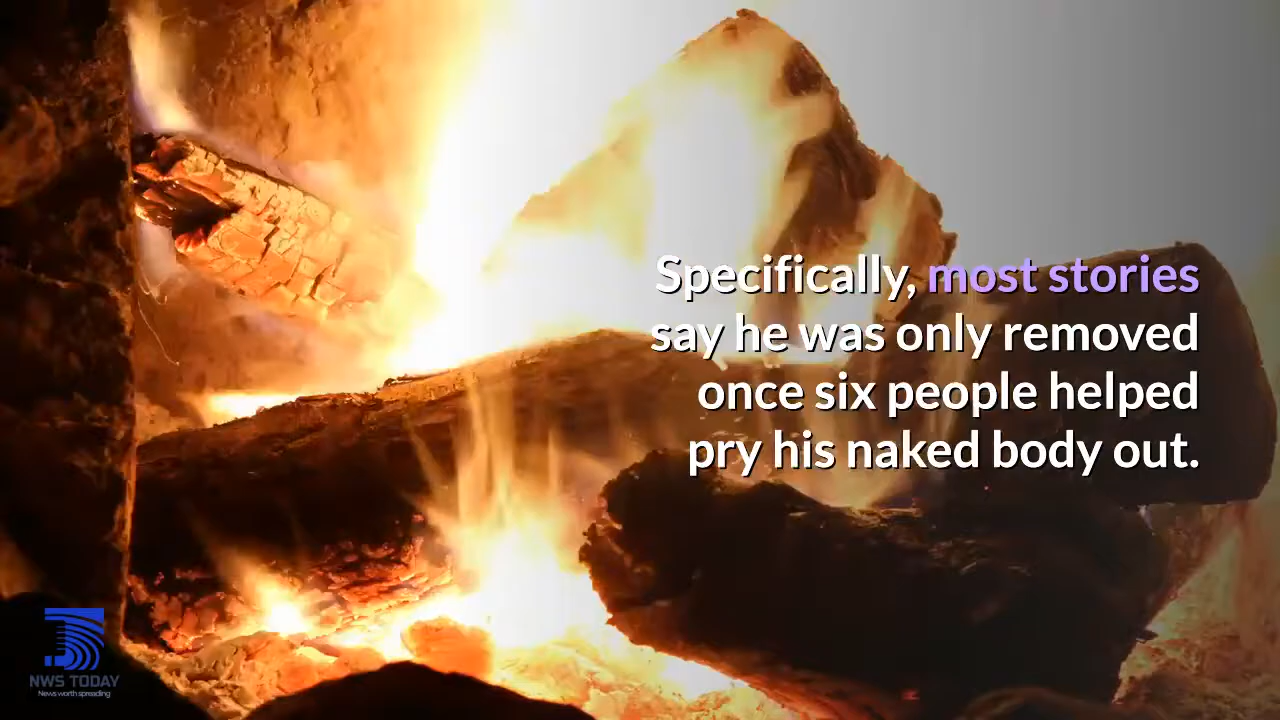 Specifically, most stories
say he was only removed
once six people helped
pry his naked body out.
NWS TODAY
News worth spreading